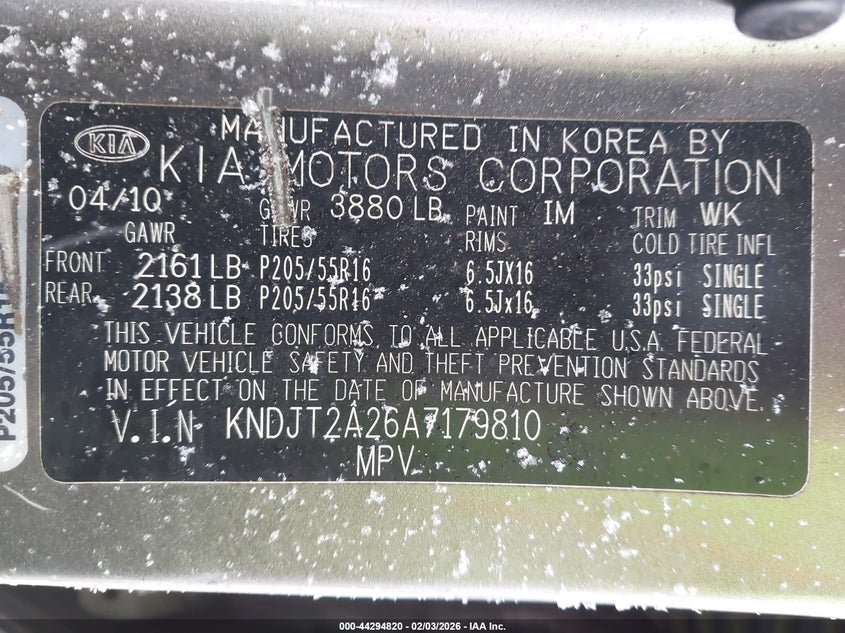 KIA
MANUFACTURED IN KOREA BY
KIA MOTORS CORPORATION
04/10 GVWR 3880 LB PAINT IM TRIM WK
GAWR TIRES RIMS COLD TIRE INFL
FRONT 2161 LB P205/55R16 6.5JX16 33psi SINGLE
REAR 2138 LB P205/55R16 6.5Jx16 33psi SINGLE
THIS VEHICLE CONFORMS TO ALL APPLICABLE U.S.A. FEDERAL
MOTOR VEHICLE SAFETY AND THEFT PREVENTION STANDARDS
IN EFFECT ON THE DATE OF MANUFACTURE SHOWN ABOVE.
V.I.N KNDJT2A26A7179810
MPV
P205/55R1
000-44294820 - 02/03/2026 - IAA Inc.